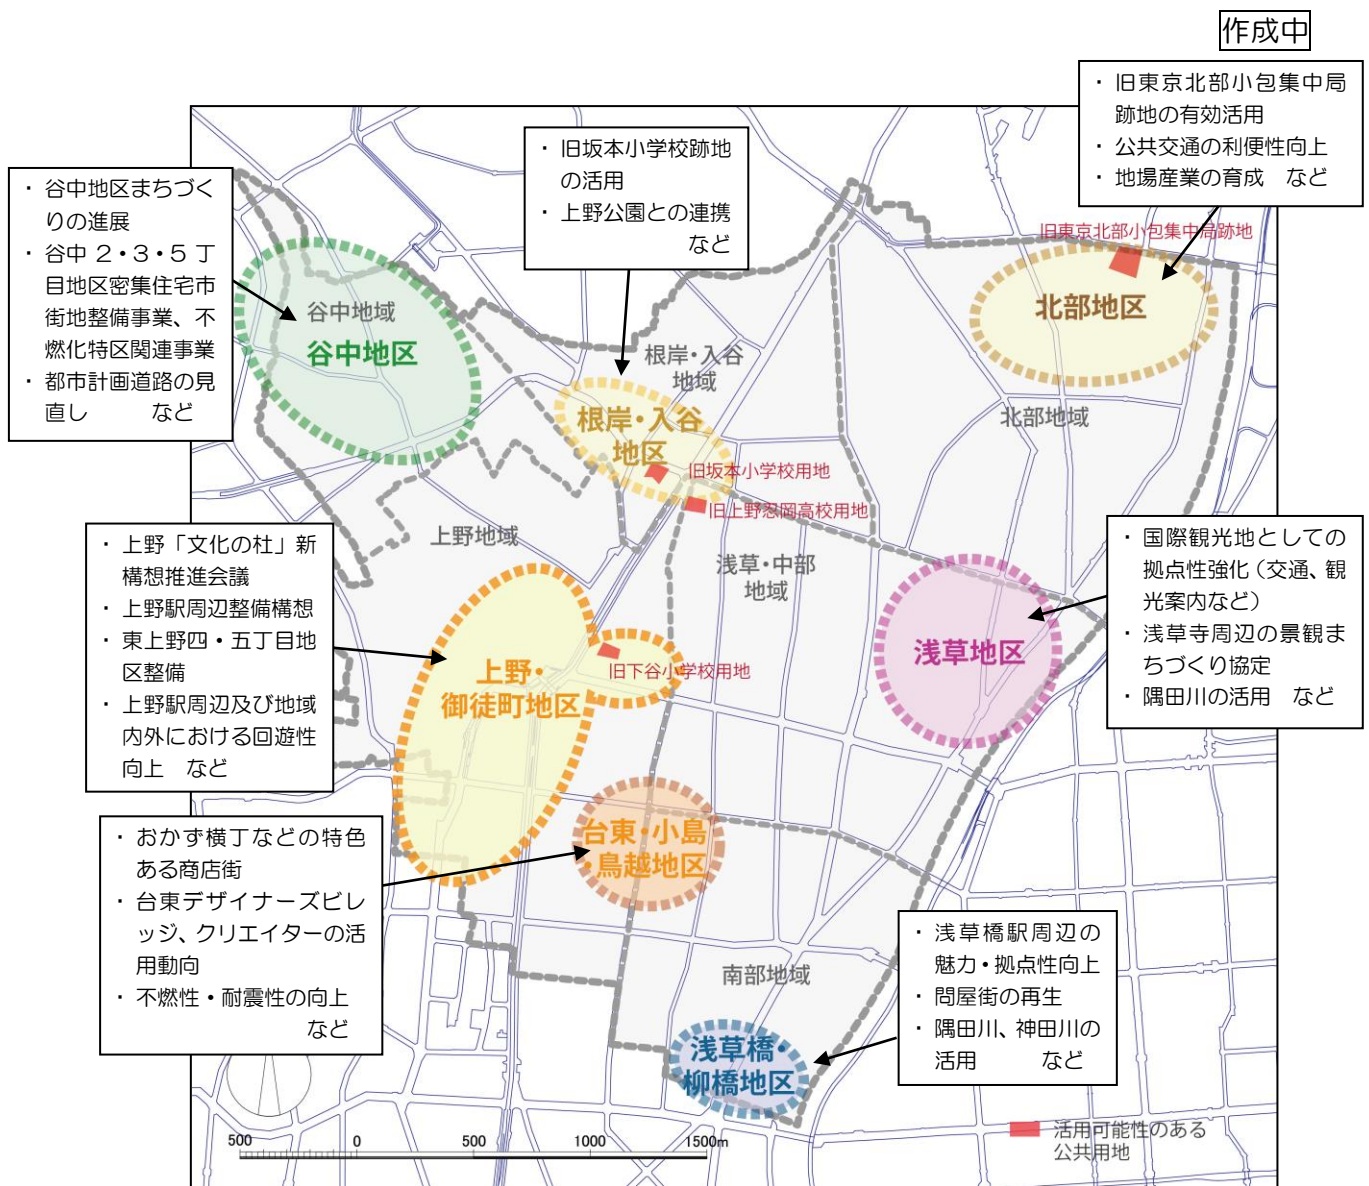 作成中
・ 旧東京北部小包集中局
跡地の有効活用
・ 公共交通の利便性向上
・ 地場産業の育成　など
・ 旧坂本小学校跡地
の活用
・ 上野公園との連携
など
・ 谷中地区まちづく
りの進展
・ 谷中 2・3・5 丁
目地区密集住宅市
街地整備事業、不
燃化特区関連事業
・ 都市計画道路の見
直し　　　など
旧東京北部小包集中局跡地
北部地区
谷中地域
谷中地区
根岸・入谷
地域
根岸・入谷
地区
北部地域
旧坂本小学校用地
旧上野忍岡高校用地
上野地域
浅草・中部
地域
・ 上野「文化の杜」新
構想推進会議
・ 上野駅周辺整備構想
・ 東上野四・五丁目地
区整備
・ 上野駅周辺及び地域
内外における回遊性
向上　など
・ 国際観光地としての
拠点性強化（交通、観
光案内など）
・ 浅草寺周辺の景観ま
ちづくり協定
・ 隅田川の活用　など
浅草地区
上野・
御徒町地区
旧下谷小学校用地
・ おかず横丁などの特色
ある商店街
・ 台東デザイナーズビレ
ッジ、クリエイターの活
用動向
・ 不燃性・耐震性の向上
など
台東・小島
・鳥越地区
・ 浅草橋駅周辺の
魅力・拠点性向上
・ 問屋街の再生
・ 隅田川、神田川の
活用　　　など
南部地域
浅草橋・
柳橋地区
500 0 500 1000 1500m
活用可能性のある
公共用地